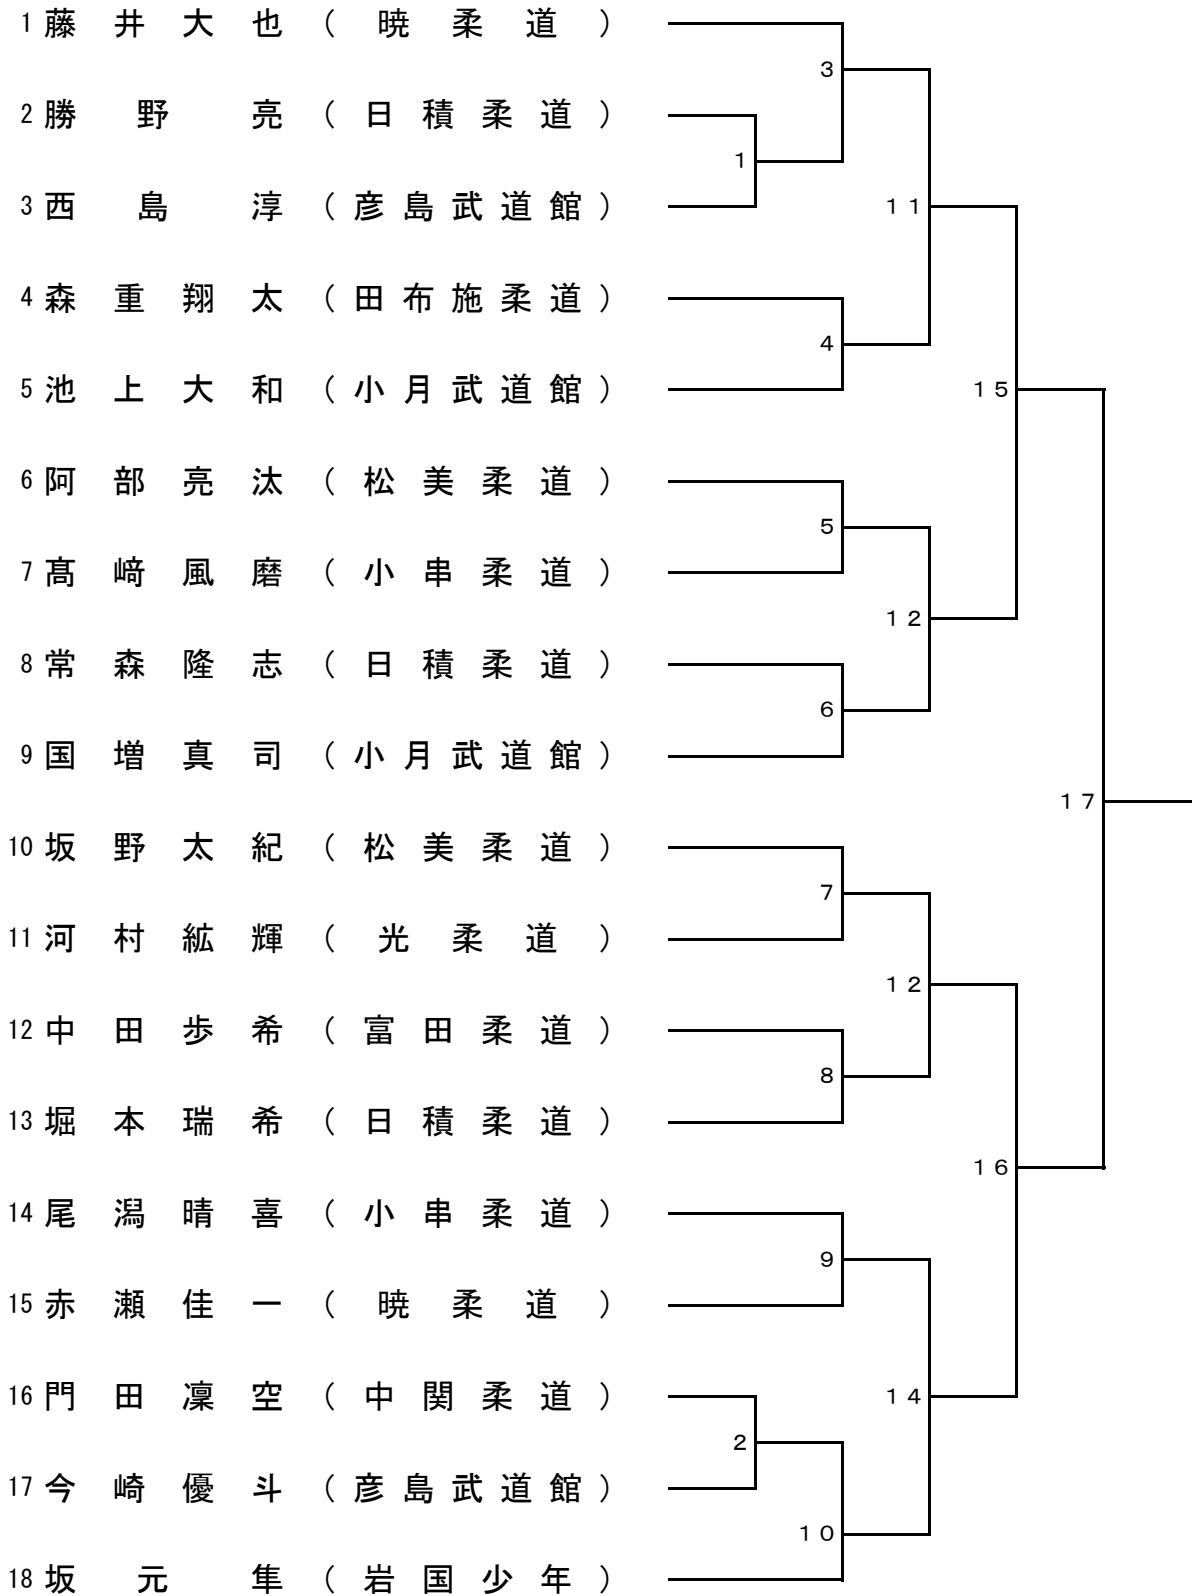 1 藤井大也 （ 暁柔道 ）
3
2 勝野亮 （ 日積柔道 ）
1
3 西島淳 （ 彦島武道館 ）
11
4 森重翔太 （ 田布施柔道 ）
4
5 池上大和 （ 小月武道館 ）
15
6 阿部亮汰 （ 松美柔道 ）
5
7 髙﨑風磨 （ 小串柔道 ）
12
8 常森隆志 （ 日積柔道 ）
6
9 国増真司 （ 小月武道館 ）
17
10 坂野太紀 （ 松美柔道 ）
7
11 河村紘輝 （ 光柔道 ）
12
12 中田歩希 （ 富田柔道 ）
8
13 堀本瑞希 （ 日積柔道 ）
16
14 尾潟晴喜 （ 小串柔道 ）
9
15 赤瀬佳一 （ 暁柔道 ）
16 門田凜空 （ 中関柔道 ）
14
2
17 今崎優斗 （ 彦島武道館 ）
10
18 坂元隼 （ 岩国少年 ）